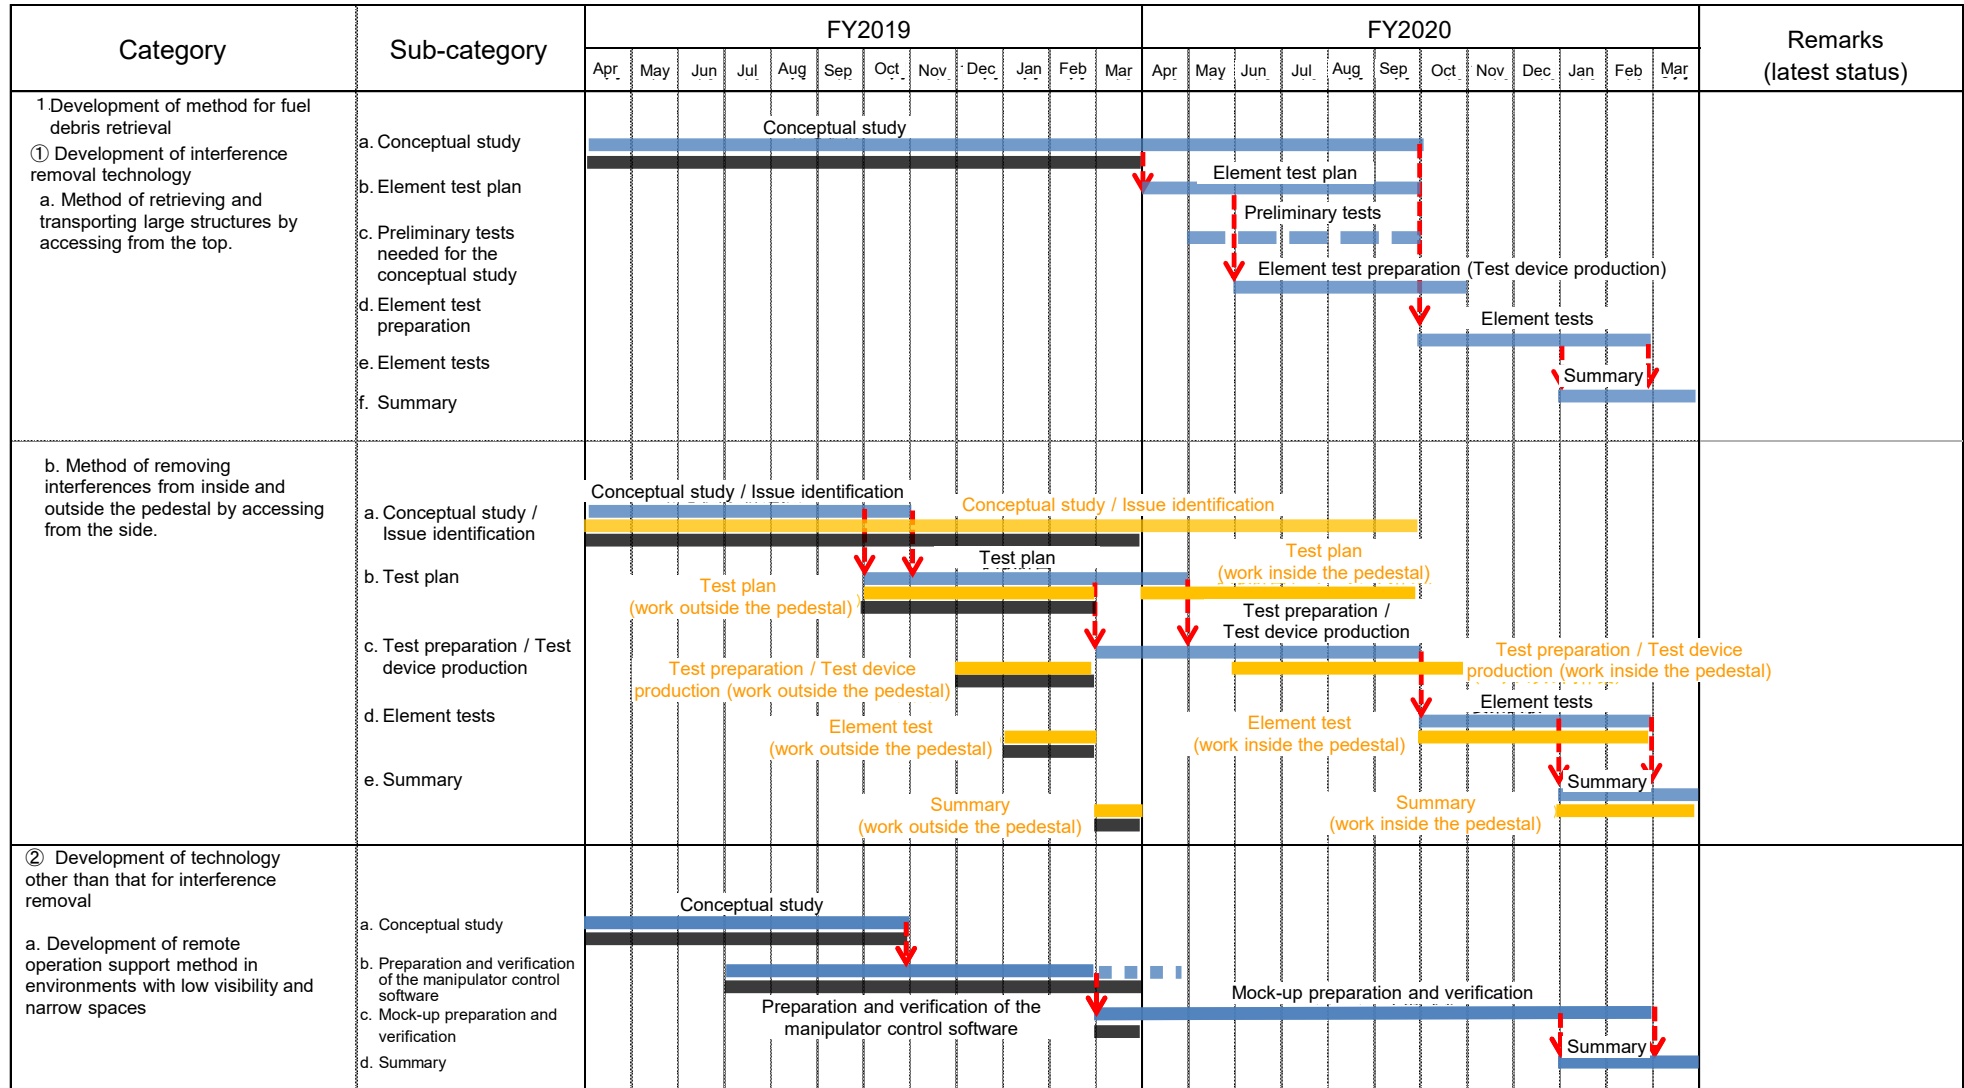 Category
Sub-category
FY2019
FY2020
Remarks
(latest status)
Apr May Jun Jul Aug Sep Oct Nov Dec Jan Feb Mar Apr May Jun Jul Aug Sep Oct Nov Dec Jan Feb Mar
1.Development of method for fuel
debris retrieval
① Development of interference
removal technology
a. Method of retrieving and
transporting large structures by
accessing from the top.
a. Conceptual study
b. Element test plan
c. Preliminary tests
needed for the
conceptual study
d. Element test
preparation
e. Element tests
f. Summary
Conceptual study
Element test plan
Preliminary tests
Element test preparation (Test device production)
Element tests
Summary
b. Method of removing
interferences from inside and
outside the pedestal by accessing
from the side.
a. Conceptual study /
Issue identification
b. Test plan
c. Test preparation / Test
device production
d. Element tests
e. Summary
Conceptual study / Issue identification
Conceptual study / Issue identification
Test plan
Test plan
(work inside the pedestal)
Test plan
(work outside the pedestal)
Test preparation /
Test device production
Test preparation / Test device
production (work inside the pedestal)
Test preparation / Test device
production (work outside the pedestal)
Element tests
Element test
(work outside the pedestal)
Element test
(work inside the pedestal)
Summary
Summary
(work outside the pedestal)
Summary
(work inside the pedestal)
② Development of technology
other than that for interference
removal
a. Development of remote
operation support method in
environments with low visibility and
narrow spaces
a. Conceptual study
b. Preparation and verification
of the manipulator control
software
c. Mock-up preparation and
verification
d. Summary
Conceptual study
Preparation and verification of the
manipulator control software
Mock-up preparation and verification
Summary